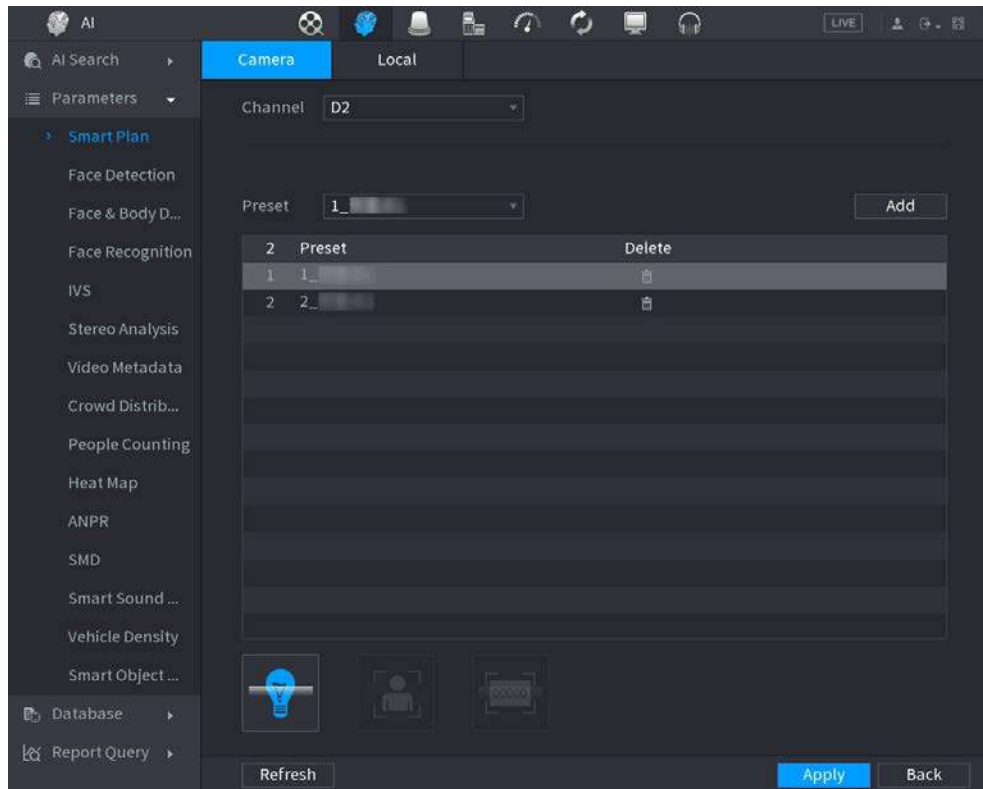 AI
LIVE
AI Search
Parameters
Smart Plan
Face Detection
Face & Body D...
Face Recognition
IVS
Stereo Analysis
Video Metadata
Crowd Distrib...
People Counting
Heat Map
ANPR
SMD
Smart Sound ...
Vehicle Density
Smart Object ...
Database
Report Query
Camera Local
Channel D2
Preset 1_ Add
2 Preset Delete
1 1_
2 2_
Refresh Apply Back